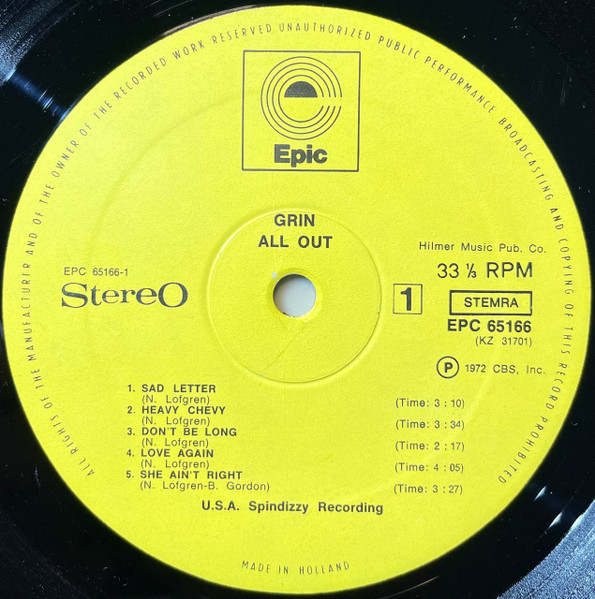 ALL RIGHTS OF THE MANUFACTURER AND OF THE OWNER OF THE RECORDED WORK RESERVED UNAUTHORIZED PUBLIC PERFORMANCE, BROADCASTING AND COPYING OF THIS RECORD PROHIBITED
Epic
GRIN
ALL OUT
Hilmer Music Pub. Co.
EPC 65166-1
33 ⅓ RPM
StereO
1
STEMRA
EPC 65166
(KZ 31701)
Ⓟ 1972 CBS, Inc.
1. SAD LETTER
(N. Lofgren) (Time: 3 : 10)
2. HEAVY CHEVY
(N. Lofgren) (Time: 3 : 34)
3. DON'T BE LONG
(N. Lofgren) (Time: 2 : 17)
4. LOVE AGAIN
(N. Lofgren) (Time: 4 : 05)
5. SHE AIN'T RIGHT
(N. Lofgren-B. Gordon) (Time: 3 : 27)
U.S.A. Spindizzy Recording
MADE IN HOLLAND